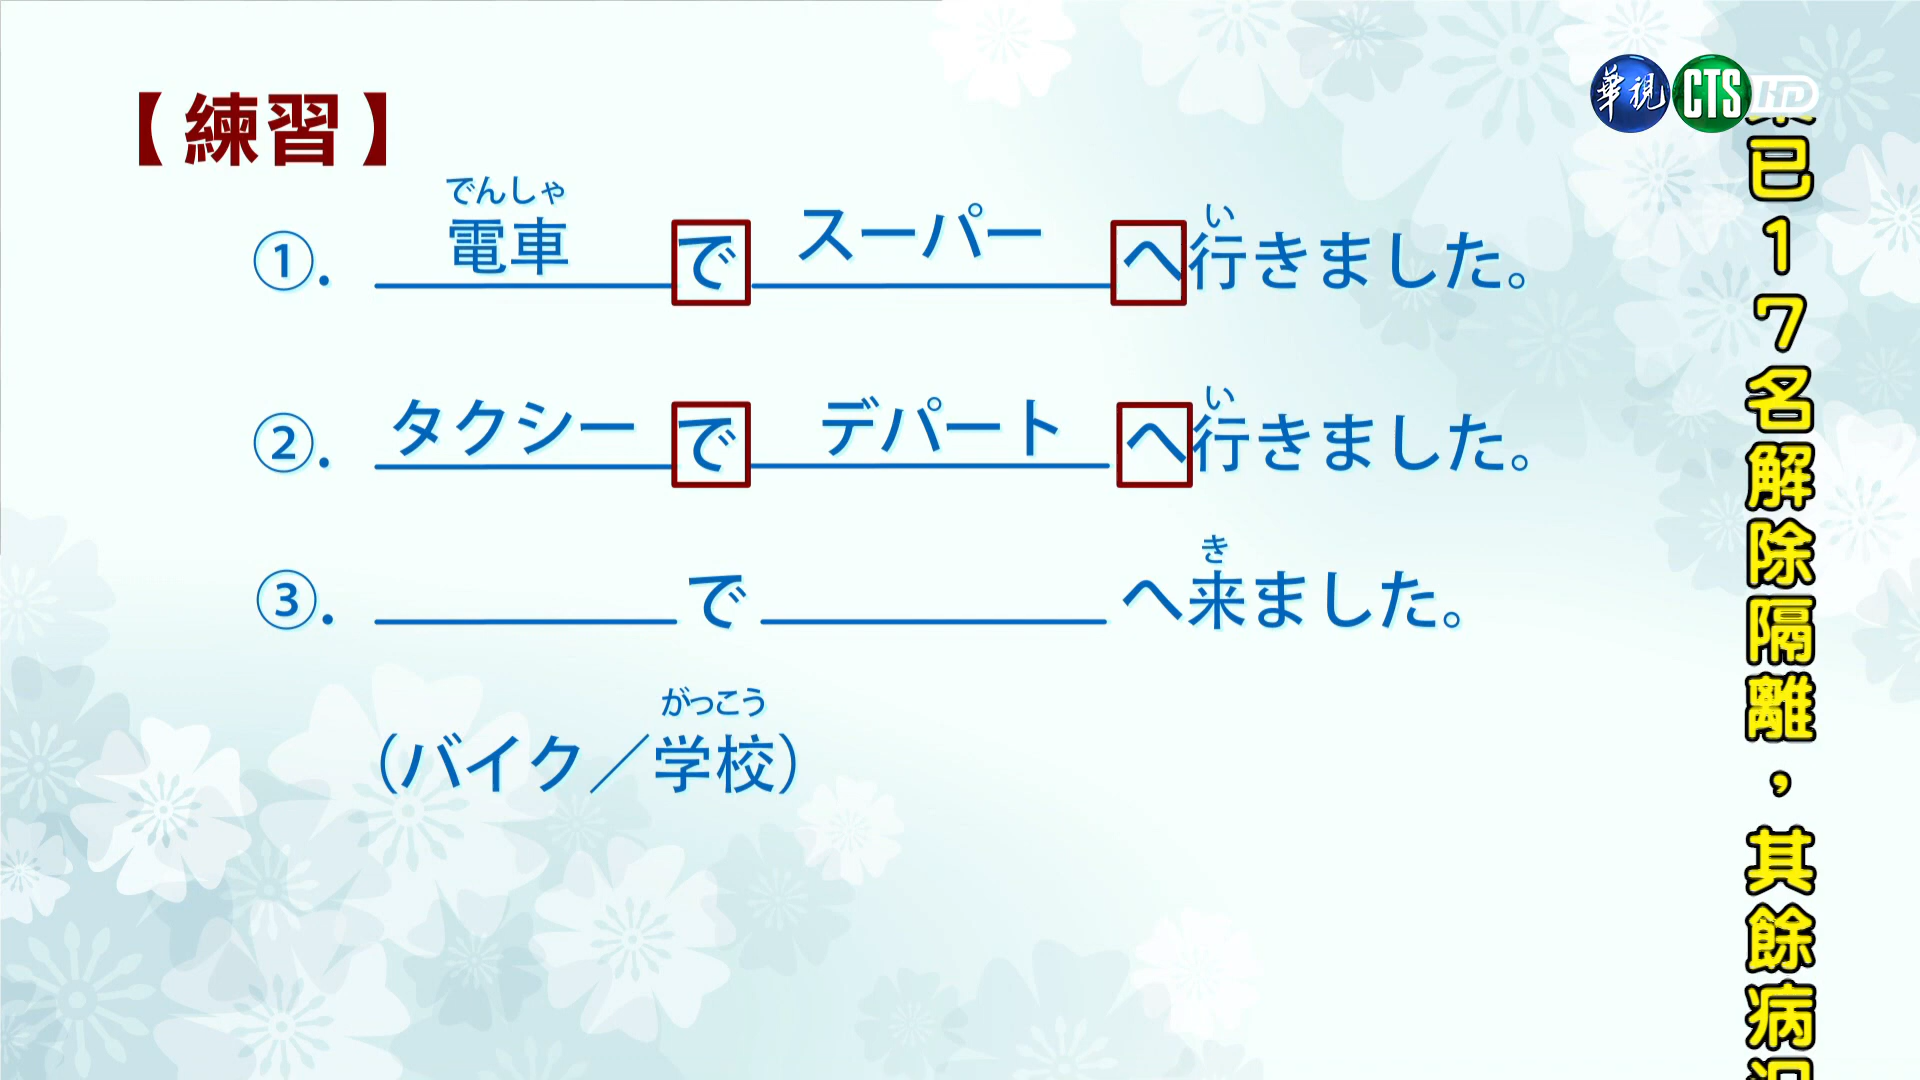 【練習】
でんしゃ
い
①. 電車 で スーパー へ行きました。
い
②. タクシー で デパート へ行きました。
き
③. で へ来ました。
がっこう
（バイク／学校）
華視 CTS HD
已17名解除隔離，其餘病